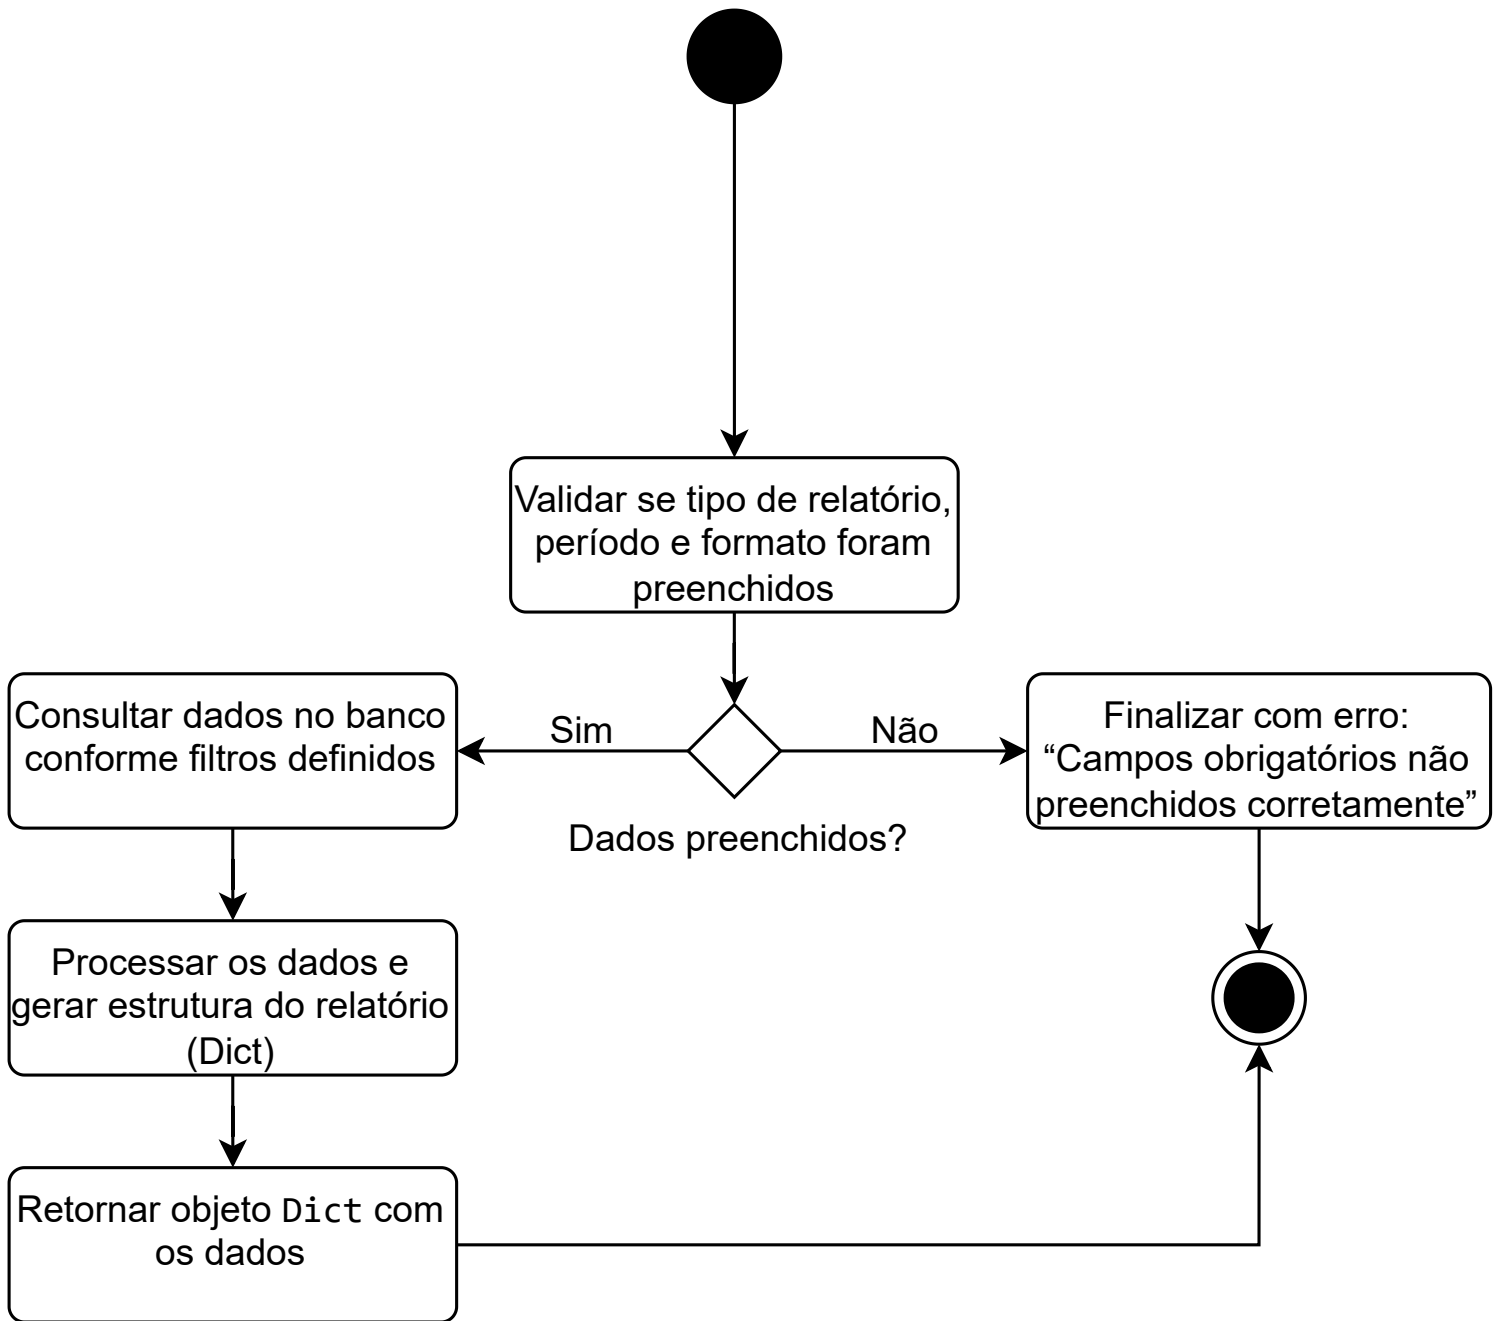 Validar se tipo de relatório,
período e formato foram
preenchidos
Consultar dados no banco
conforme filtros definidos
Sim
Não
Finalizar com erro:
“Campos obrigatórios não
preenchidos corretamente”
Dados preenchidos?
Processar os dados e
gerar estrutura do relatório
(Dict)
Retornar objeto Dict com
os dados